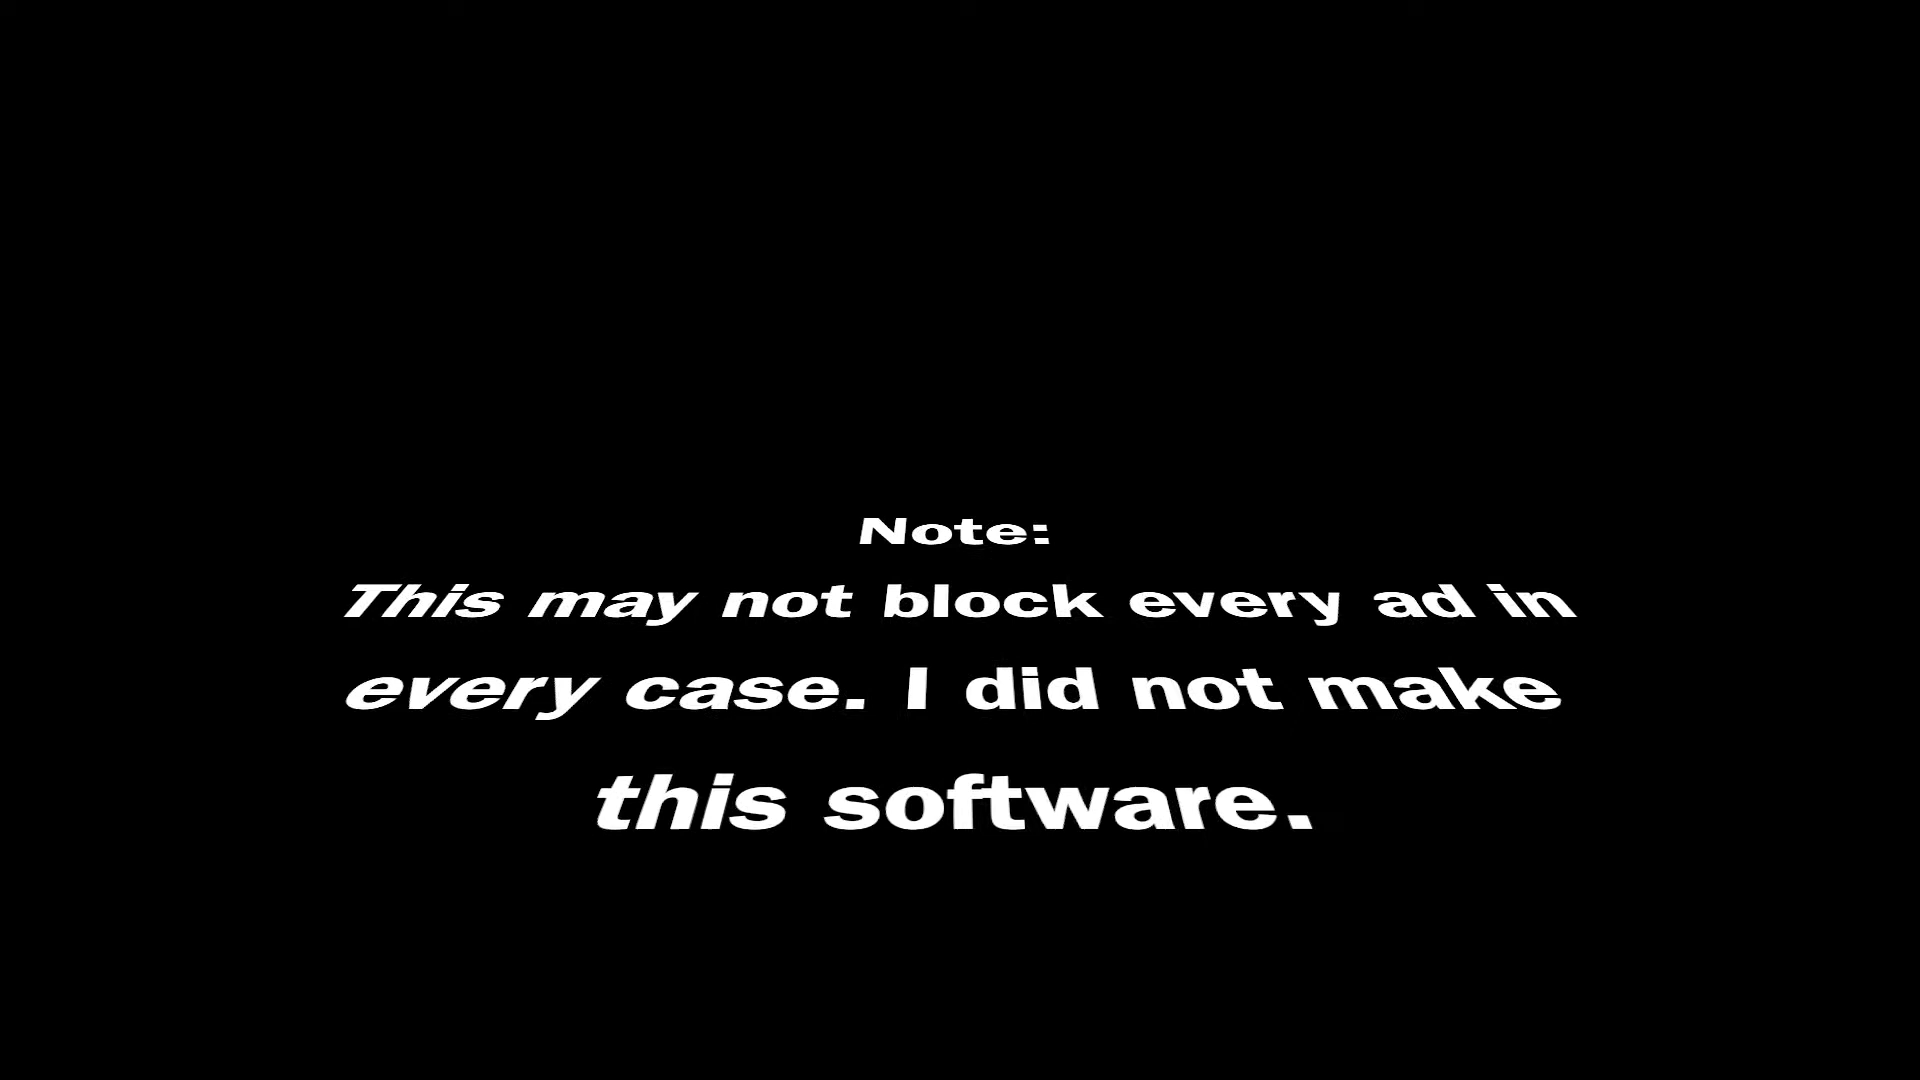 Note:
This may not block every ad in
every case. I did not make
this software.